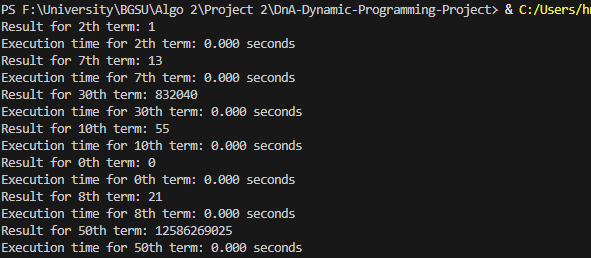 PS F:\University\BGSU\Algo 2\Project 2\DnA-Dynamic-Programming-Project> & C:/Users/h
Result for 2th term: 1
Execution time for 2th term: 0.000 seconds
Result for 7th term: 13
Execution time for 7th term: 0.000 seconds
Result for 30th term: 832040
Execution time for 30th term: 0.000 seconds
Result for 10th term: 55
Execution time for 10th term: 0.000 seconds
Result for 0th term: 0
Execution time for 0th term: 0.000 seconds
Result for 8th term: 21
Execution time for 8th term: 0.000 seconds
Result for 50th term: 12586269025
Execution time for 50th term: 0.000 seconds